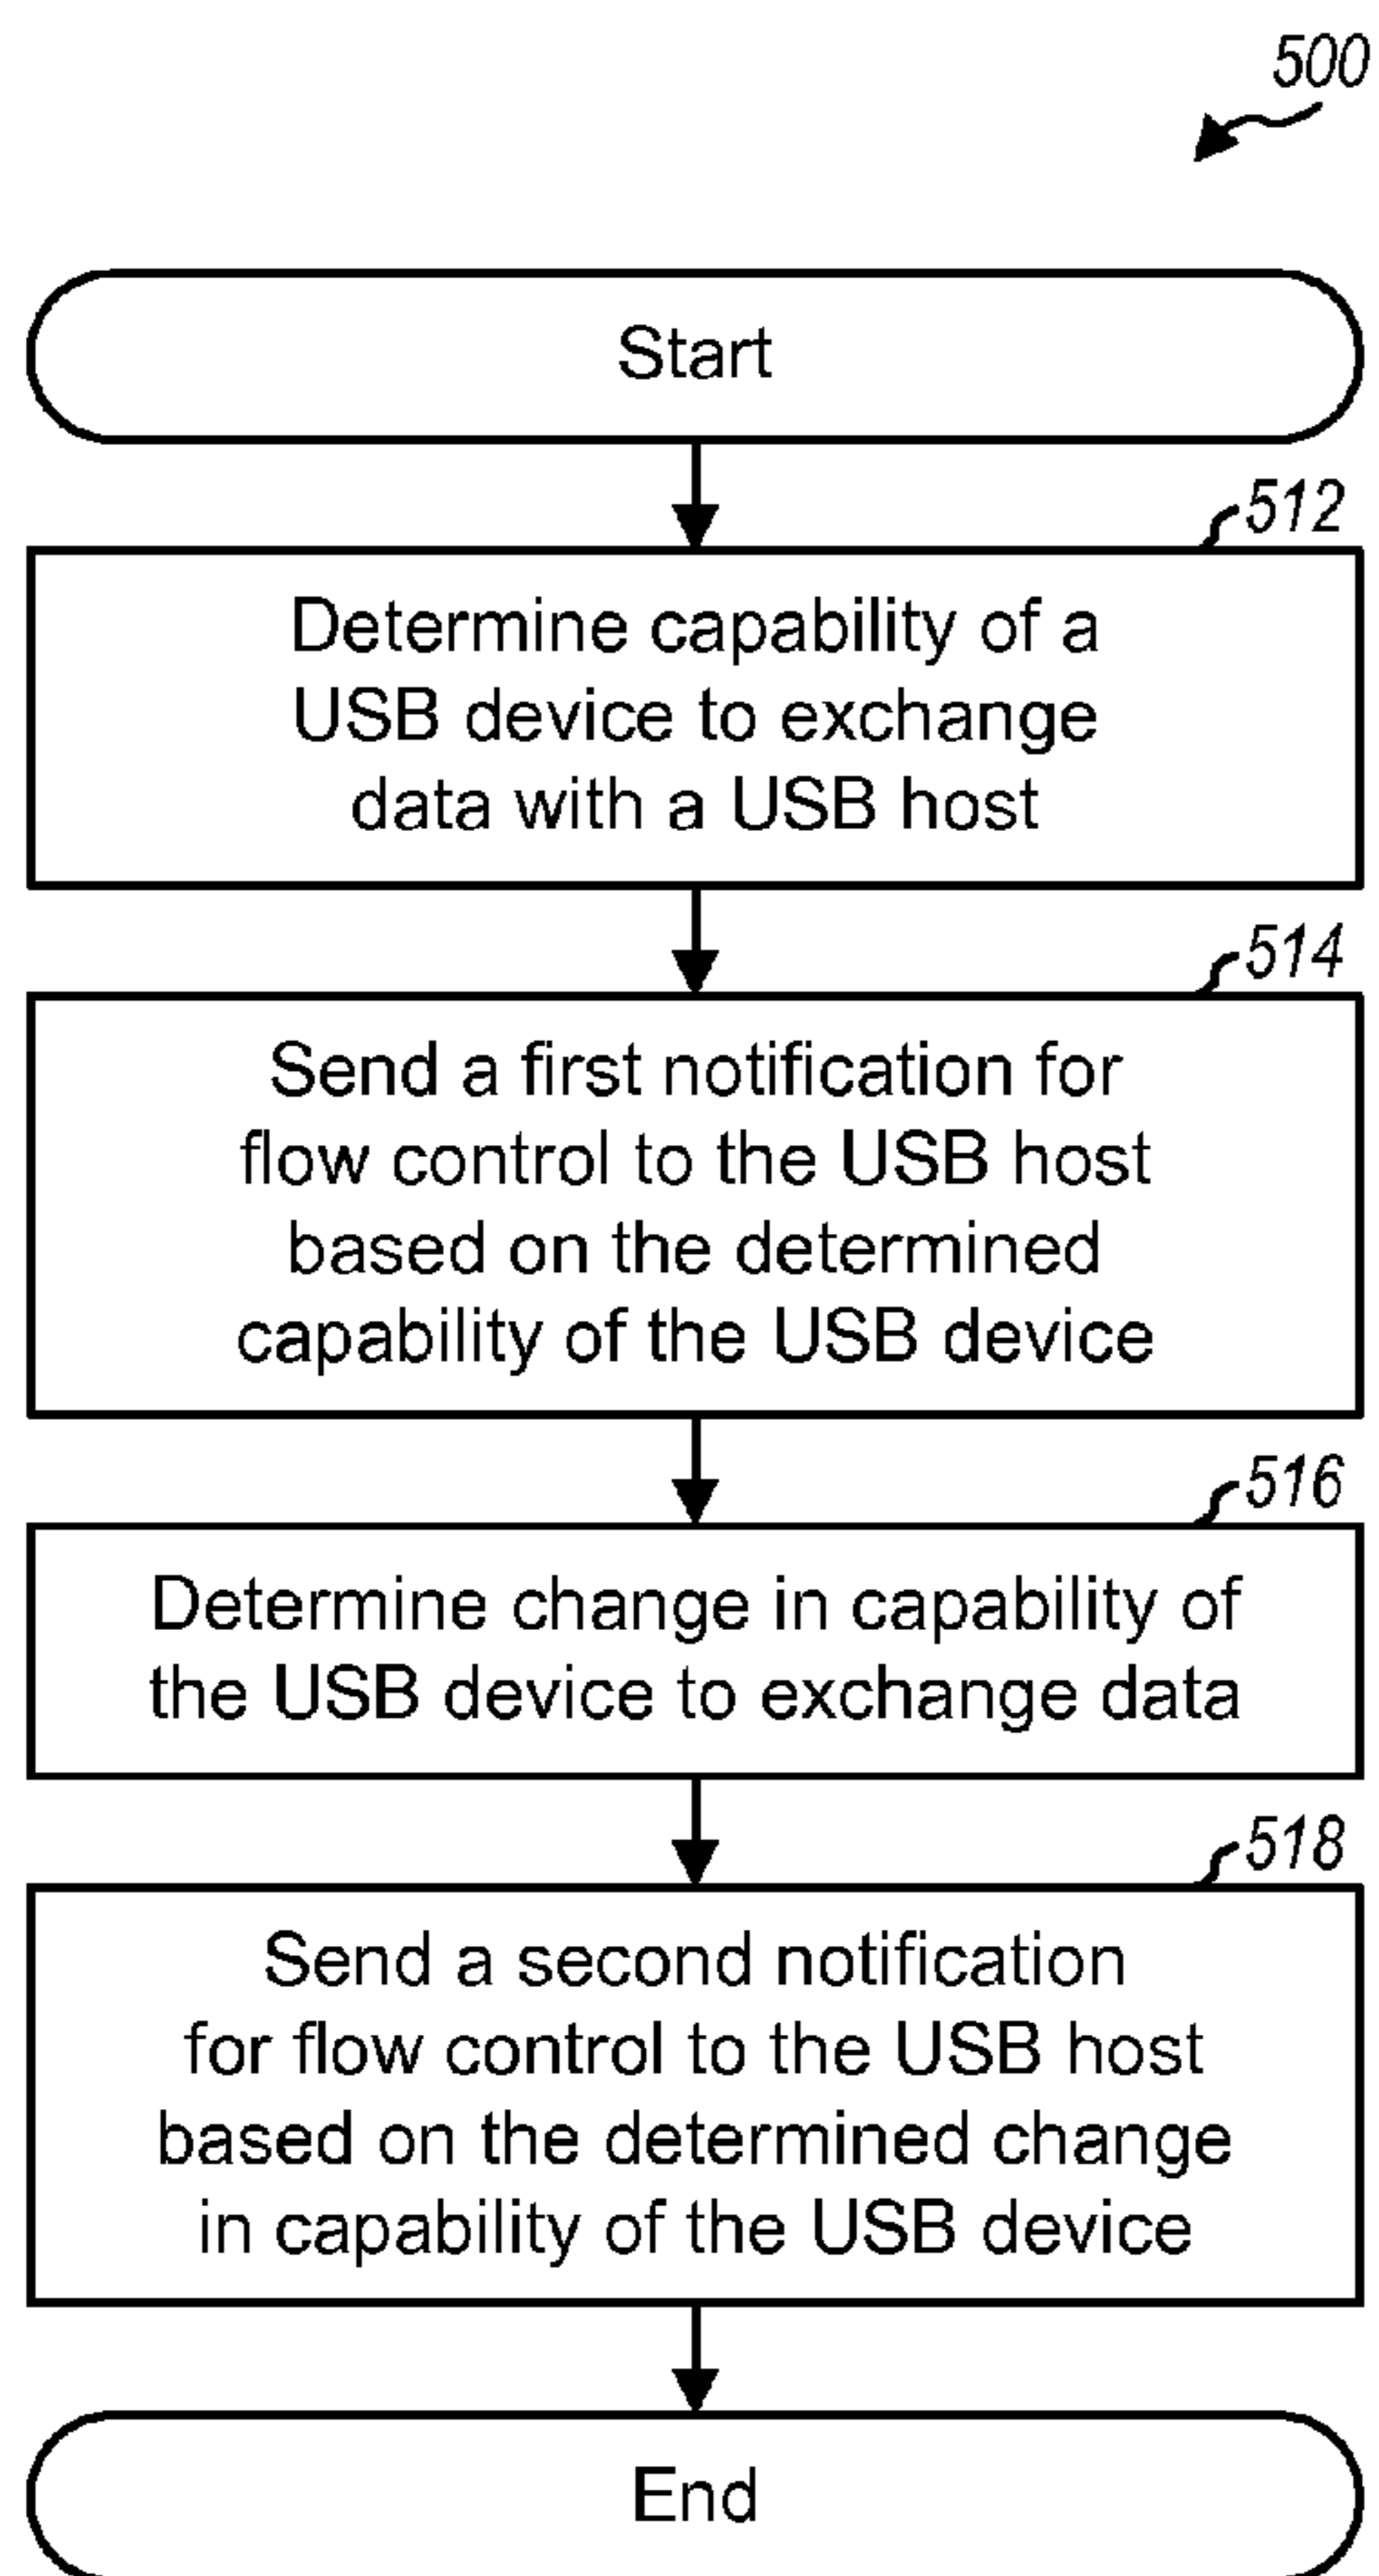 500
Start
512
Determine capability of a
USB device to exchange
data with a USB host
514
Send a first notification for
flow control to the USB host
based on the determined
capability of the USB device
516
Determine change in capability of
the USB device to exchange data
518
Send a second notification
for flow control to the USB host
based on the determined change
in capability of the USB device
End